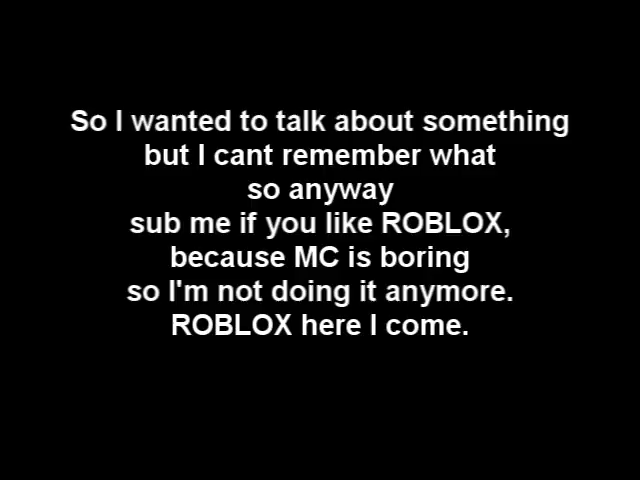 So I wanted to talk about something
but I cant remember what
so anyway
sub me if you like ROBLOX,
because MC is boring
so I'm not doing it anymore.
ROBLOX here I come.